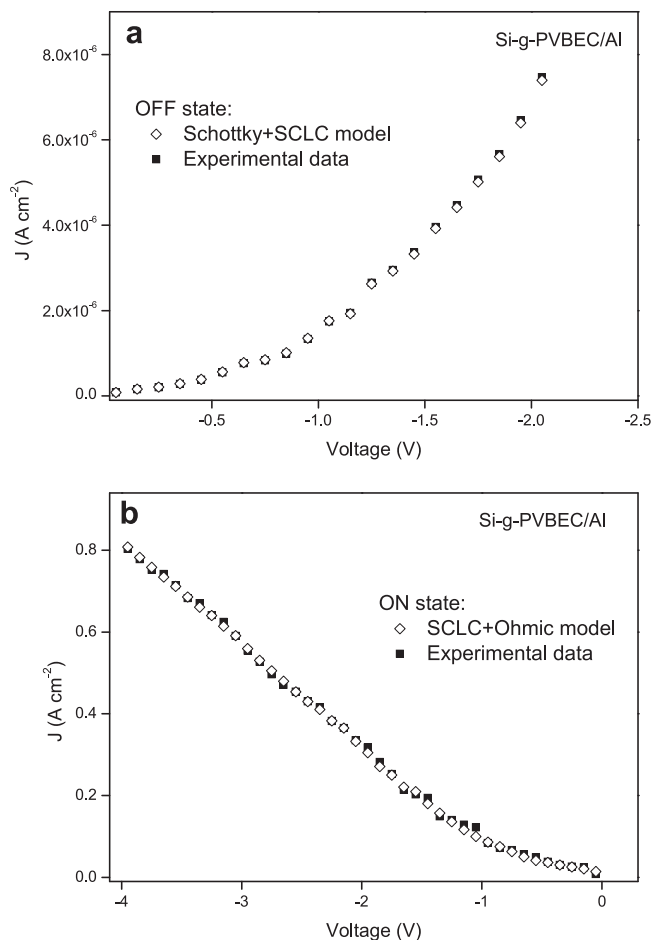 a
Si-g-PVBEC/Al
OFF state:
Schottky+SCLC model
Experimental data
J (A cm⁻²)
8.0x10⁻⁶
6.0x10⁻⁶
4.0x10⁻⁶
2.0x10⁻⁶
0.0
-0.5
-1.0
-1.5
-2.0
-2.5
Voltage (V)
b
Si-g-PVBEC/Al
ON state:
SCLC+Ohmic model
Experimental data
J (A cm⁻²)
0.8
0.6
0.4
0.2
0.0
-4
-3
-2
-1
0
Voltage (V)